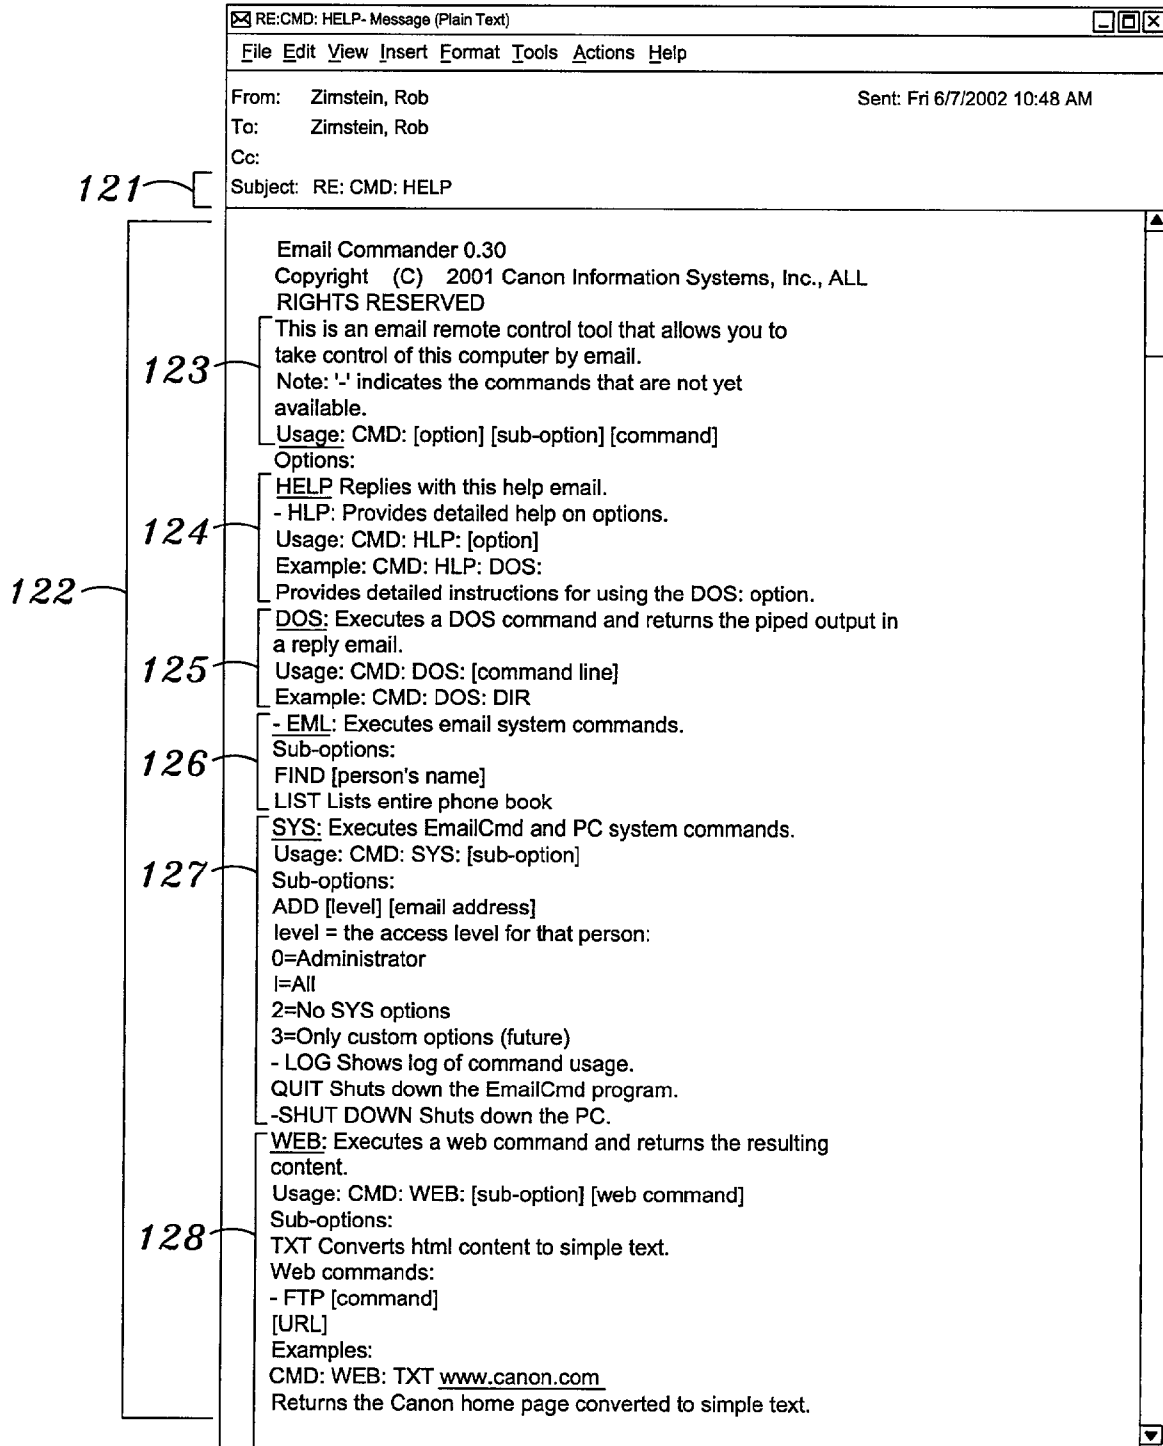 RE:CMD: HELP- Message (Plain Text)
File Edit View Insert Format Tools Actions Help
From: Zirnstein, Rob Sent: Fri 6/7/2002 10:48 AM
To: Zirnstein, Rob
Cc:
121 Subject: RE: CMD: HELP
Email Commander 0.30
Copyright (C) 2001 Canon Information Systems, Inc., ALL
RIGHTS RESERVED
This is an email remote control tool that allows you to
123 take control of this computer by email.
Note: '-' indicates the commands that are not yet
available.
Usage: CMD: [option] [sub-option] [command]
Options:
HELP Replies with this help email.
- HLP: Provides detailed help on options.
124 Usage: CMD: HLP: [option]
Example: CMD: HLP: DOS:
122 Provides detailed instructions for using the DOS: option.
DOS: Executes a DOS command and returns the piped output in
a reply email.
125 Usage: CMD: DOS: [command line]
Example: CMD: DOS: DIR
- EML: Executes email system commands.
Sub-options:
126 FIND [person's name]
LIST Lists entire phone book
SYS: Executes EmailCmd and PC system commands.
Usage: CMD: SYS: [sub-option]
127 Sub-options:
ADD [level] [email address]
level = the access level for that person:
0=Administrator
l=All
2=No SYS options
3=Only custom options (future)
- LOG Shows log of command usage.
QUIT Shuts down the EmailCmd program.
-SHUT DOWN Shuts down the PC.
WEB: Executes a web command and returns the resulting
content.
Usage: CMD: WEB: [sub-option] [web command]
Sub-options:
128 TXT Converts html content to simple text.
Web commands:
- FTP [command]
[URL]
Examples:
CMD: WEB: TXT www.canon.com
Returns the Canon home page converted to simple text.